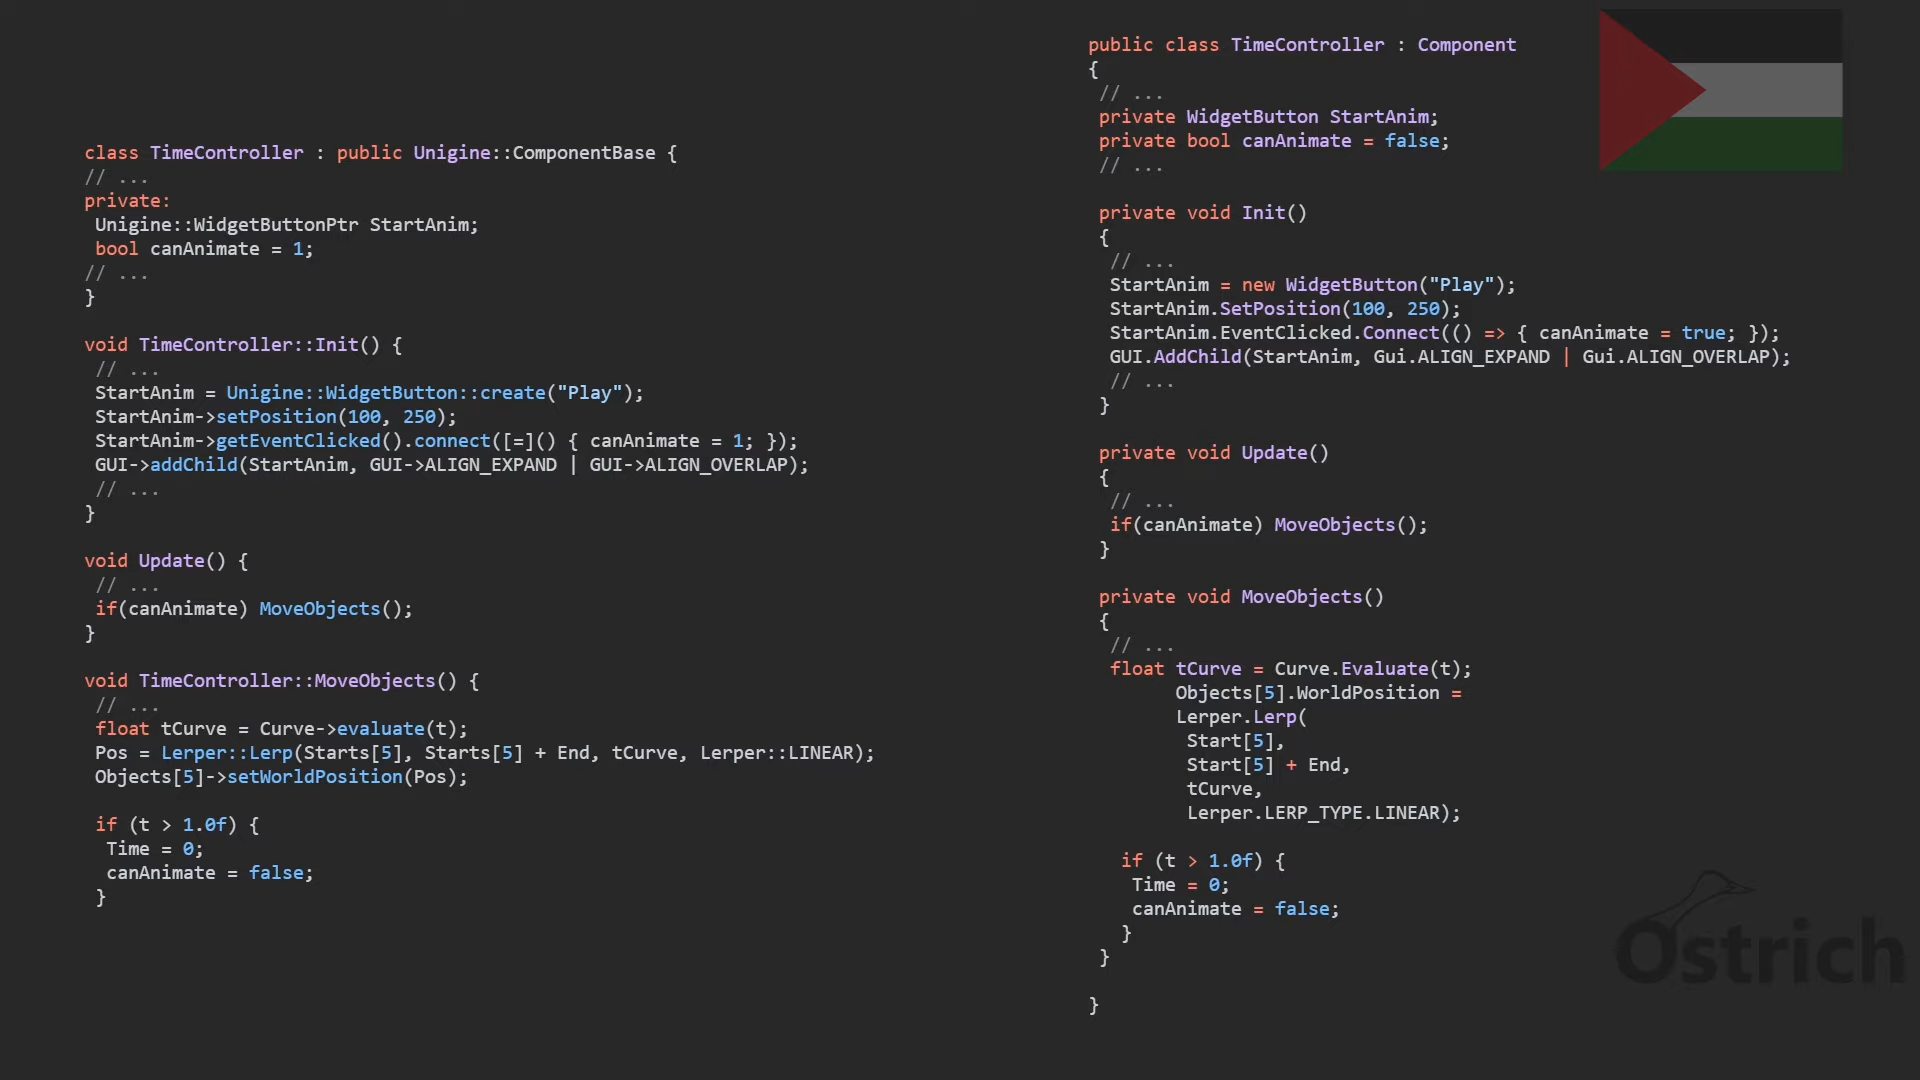 class TimeController : public Unigine::ComponentBase {
// ...
private:
Unigine::WidgetButtonPtr StartAnim;
bool canAnimate = 1;
// ...
}
void TimeController::Init() {
// ...
StartAnim = Unigine::WidgetButton::create("Play");
StartAnim->setPosition(100, 250);
StartAnim->getEventClicked().connect([=]() { canAnimate = 1; });
GUI->addChild(StartAnim, GUI->ALIGN_EXPAND | GUI->ALIGN_OVERLAP);
// ...
}
void Update() {
// ...
if(canAnimate) MoveObjects();
}
void TimeController::MoveObjects() {
// ...
float tCurve = Curve->evaluate(t);
Pos = Lerper::Lerp(Starts[5], Starts[5] + End, tCurve, Lerper::LINEAR);
Objects[5]->setWorldPosition(Pos);
if (t > 1.0f) {
Time = 0;
canAnimate = false;
}
public class TimeController : Component
{
// ...
private WidgetButton StartAnim;
private bool canAnimate = false;
// ...
private void Init()
{
// ...
StartAnim = new WidgetButton("Play");
StartAnim.SetPosition(100, 250);
StartAnim.EventClicked.Connect(() => { canAnimate = true; });
GUI.AddChild(StartAnim, Gui.ALIGN_EXPAND | Gui.ALIGN_OVERLAP);
// ...
}
private void Update()
{
// ...
if(canAnimate) MoveObjects();
}
private void MoveObjects()
{
// ...
float tCurve = Curve.Evaluate(t);
Objects[5].WorldPosition =
Lerper.Lerp(
Start[5],
Start[5] + End,
tCurve,
Lerper.LERP_TYPE.LINEAR);
if (t > 1.0f) {
Time = 0;
canAnimate = false;
}
}
}
Ostrich